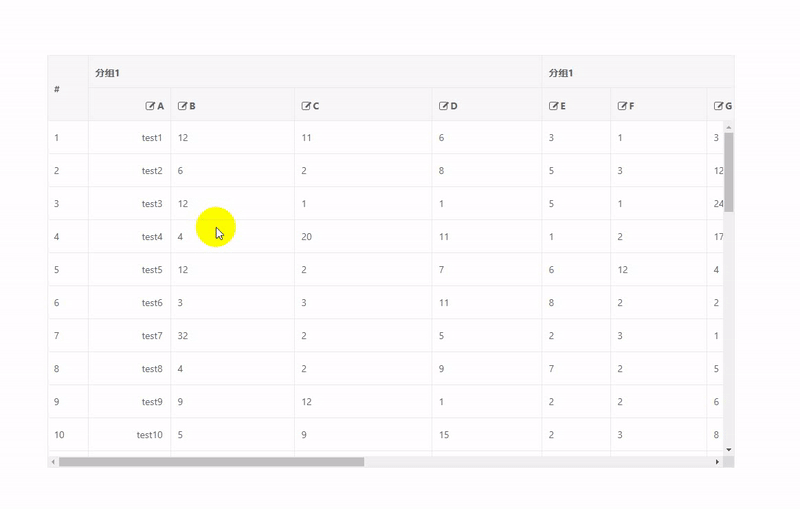 分组1 分组1
#
A B C D E F G
1 test1 12 11 6 3 1 3
2 test2 6 2 8 5 3 12
3 test3 12 1 1 5 1 24
4 test4 4 20 11 1 2 17
5 test5 12 2 7 6 12 4
6 test6 3 3 11 8 2 2
7 test7 32 2 5 2 3 1
8 test8 4 2 9 7 2 5
9 test9 9 12 1 2 2 6
10 test10 5 9 15 2 3 8